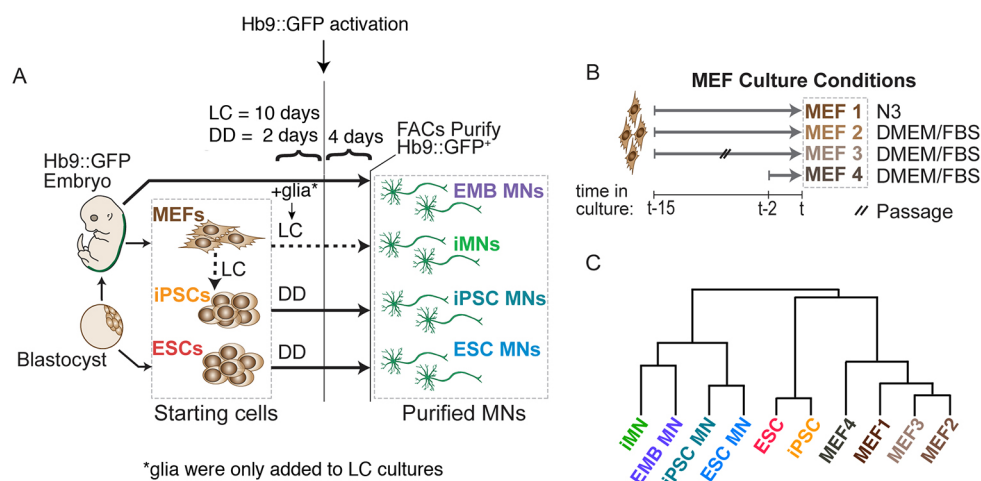 Hb9::GFP activation
A
LC = 10 days
DD = 2 days
4 days
FACs Purify
Hb9::GFP+
Hb9::GFP
Embryo
+glia*
EMB MNs
MEFs
LC
iMNs
LC
iPSCs
DD
iPSC MNs
Blastocyst
ESCs
DD
ESC MNs
Starting cells
Purified MNs
*glia were only added to LC cultures
B
MEF Culture Conditions
MEF 1 N3
MEF 2 DMEM/FBS
MEF 3 DMEM/FBS
MEF 4 DMEM/FBS
time in
culture:
t-15
t-2
t
// Passage
C
iMN
EMB MN
iPSC MN
ESC MN
ESC
iPSC
MEF4
MEF1
MEF3
MEF2